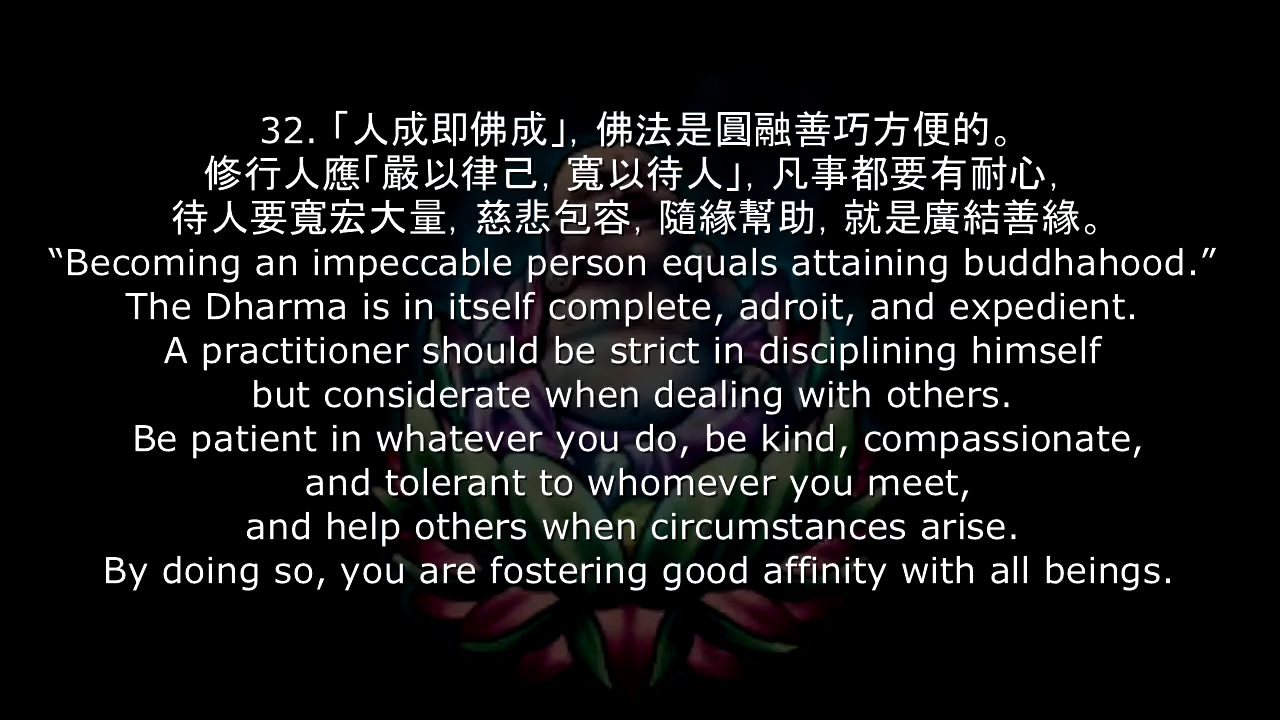 32. 「人成即佛成」, 佛法是圓融善巧方便的。
修行人應「嚴以律己, 寬以待人」, 凡事都要有耐心,
待人要寬宏大量, 慈悲包容, 隨緣幫助, 就是廣結善緣。
“Becoming an impeccable person equals attaining buddhahood.”
The Dharma is in itself complete, adroit, and expedient.
A practitioner should be strict in disciplining himself
but considerate when dealing with others.
Be patient in whatever you do, be kind, compassionate,
and tolerant to whomever you meet,
and help others when circumstances arise.
By doing so, you are fostering good affinity with all beings.